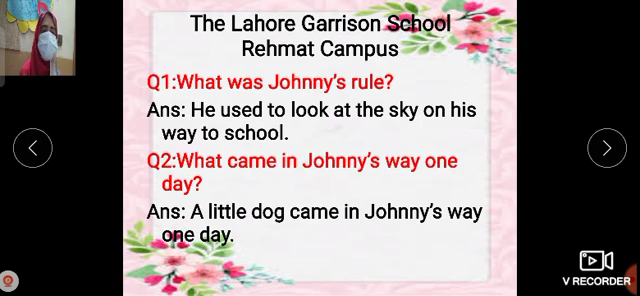 The Lahore Garrison School
Rehmat Campus
Q1:What was Johnny's rule?
Ans: He used to look at the sky on his
way to school.
Q2:What came in Johnny's way one
day?
Ans: A little dog came in Johnny's way
one day.
V RECORDER